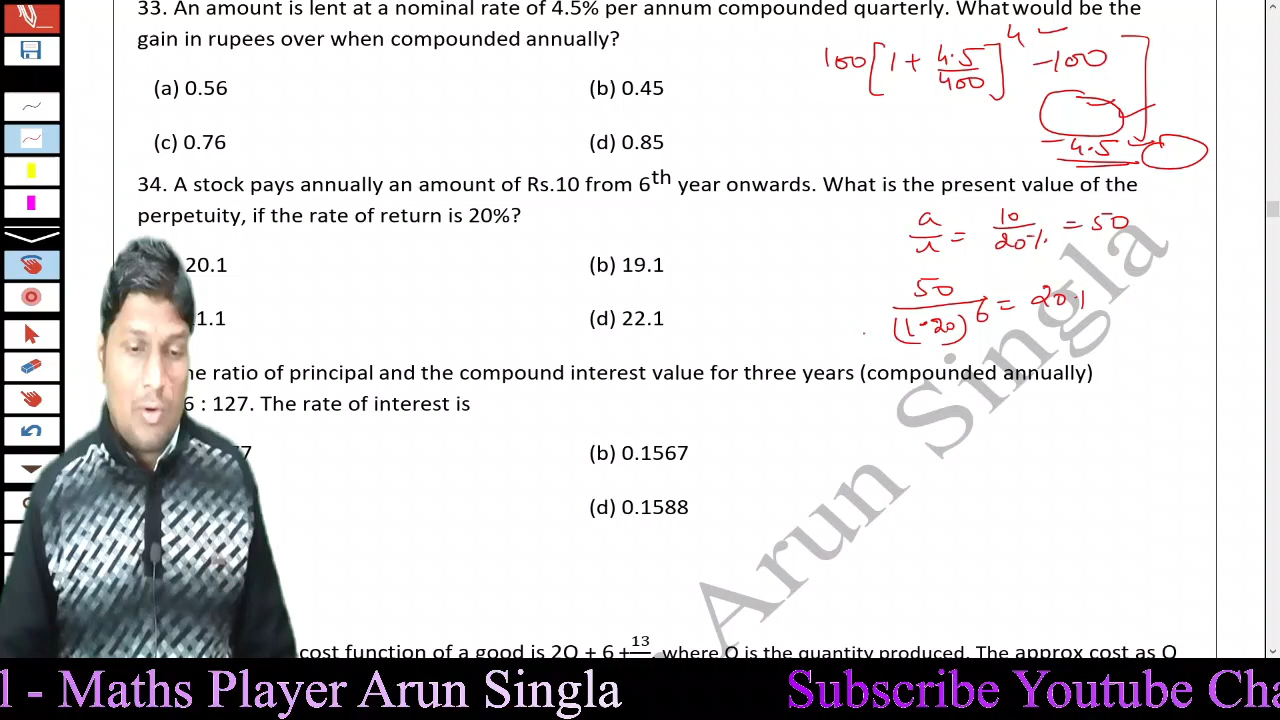 33. An amount is lent at a nominal rate of 4.5% per annum compounded quarterly. What would be the
gain in rupees over when compounded annually?
100[1 + 4.5/400]^4 - 100
(a) 0.56 (b) 0.45
(c) 0.76 (d) 0.85
- 4.5
34. A stock pays annually an amount of Rs.10 from 6th year onwards. What is the present value of the
perpetuity, if the rate of return is 20%?
a/r = 10/20% = 50
20.1 (b) 19.1
50/(1.20)^6 = 20.1
1.1 (d) 22.1
ratio of principal and the compound interest value for three years (compounded annually)
6 : 127. The rate of interest is
7 (b) 0.1567
(d) 0.1588
cost function of a good is 2Q + 6 + 13 where Q is the quantity produced. The approx cost as Q
Arun Singla
- Maths Player Arun Singla Subscribe Youtube Cha